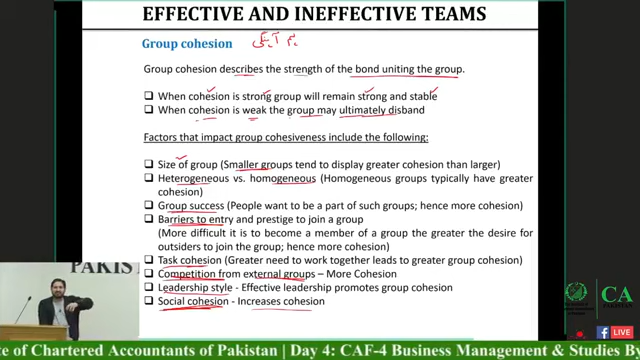 EFFECTIVE AND INEFFECTIVE TEAMS
Group cohesion
Group cohesion describes the strength of the bond uniting the group.
❑ When cohesion is strong group will remain strong and stable
❑ When cohesion is weak the group may ultimately disband
Factors that impact group cohesiveness include the following:
❑ Size of group (Smaller groups tend to display greater cohesion than larger)
❑ Heterogeneous vs. homogeneous (Homogeneous groups typically have greater
cohesion)
❑ Group success (People want to be a part of such groups; hence more cohesion)
❑ Barriers to entry and prestige to join a group
(More difficult it is to become a member of a group the greater the desire for
outsiders to join the group; hence more cohesion)
❑ Task cohesion (Greater need to work together leads to greater group cohesion)
❑ Competition from external groups – More Cohesion
❑ Leadership style - Effective leadership promotes group cohesion
❑ Social cohesion - Increases cohesion
PAKIST
CA
PAKISTAN
te of Chartered Accountants of Pakistan | Day 4: CAF-4 Business Management & Studies By